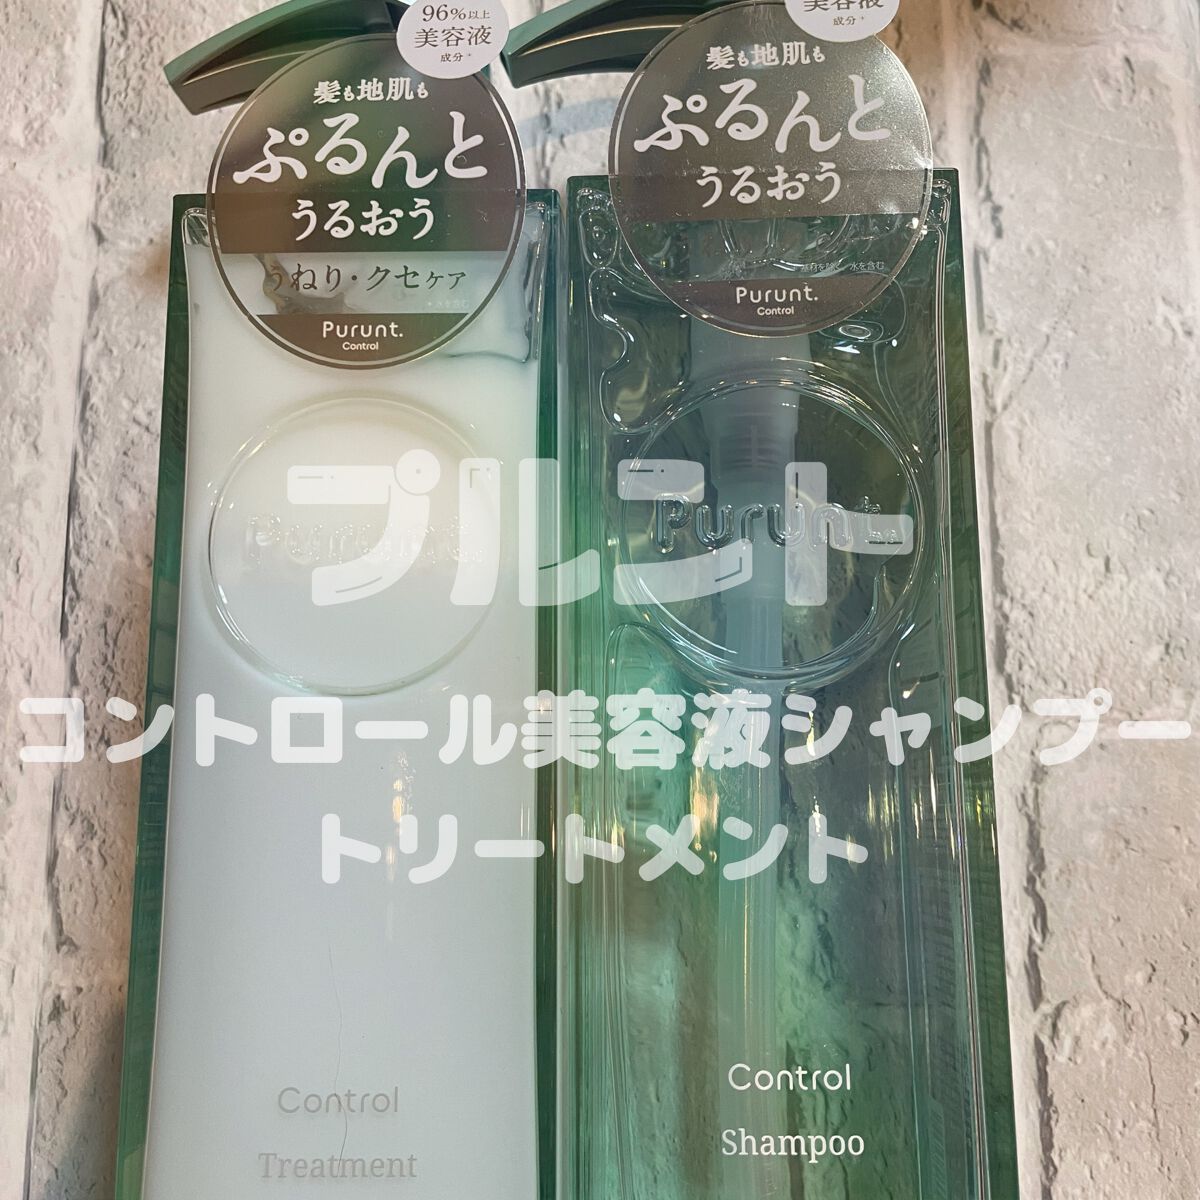 96%以上
美容液
成分
髪も地肌も
ぷるんと
うるおう
うねり・クセケア
Purunt.
Control
美容液
成分
髪も地肌も
ぷるんと
うるおう
Purunt.
Control
Purunt.
Purunt.
プルント
コントロール美容液シャンプー
トリートメント
Control
Treatment
Control
Shampoo